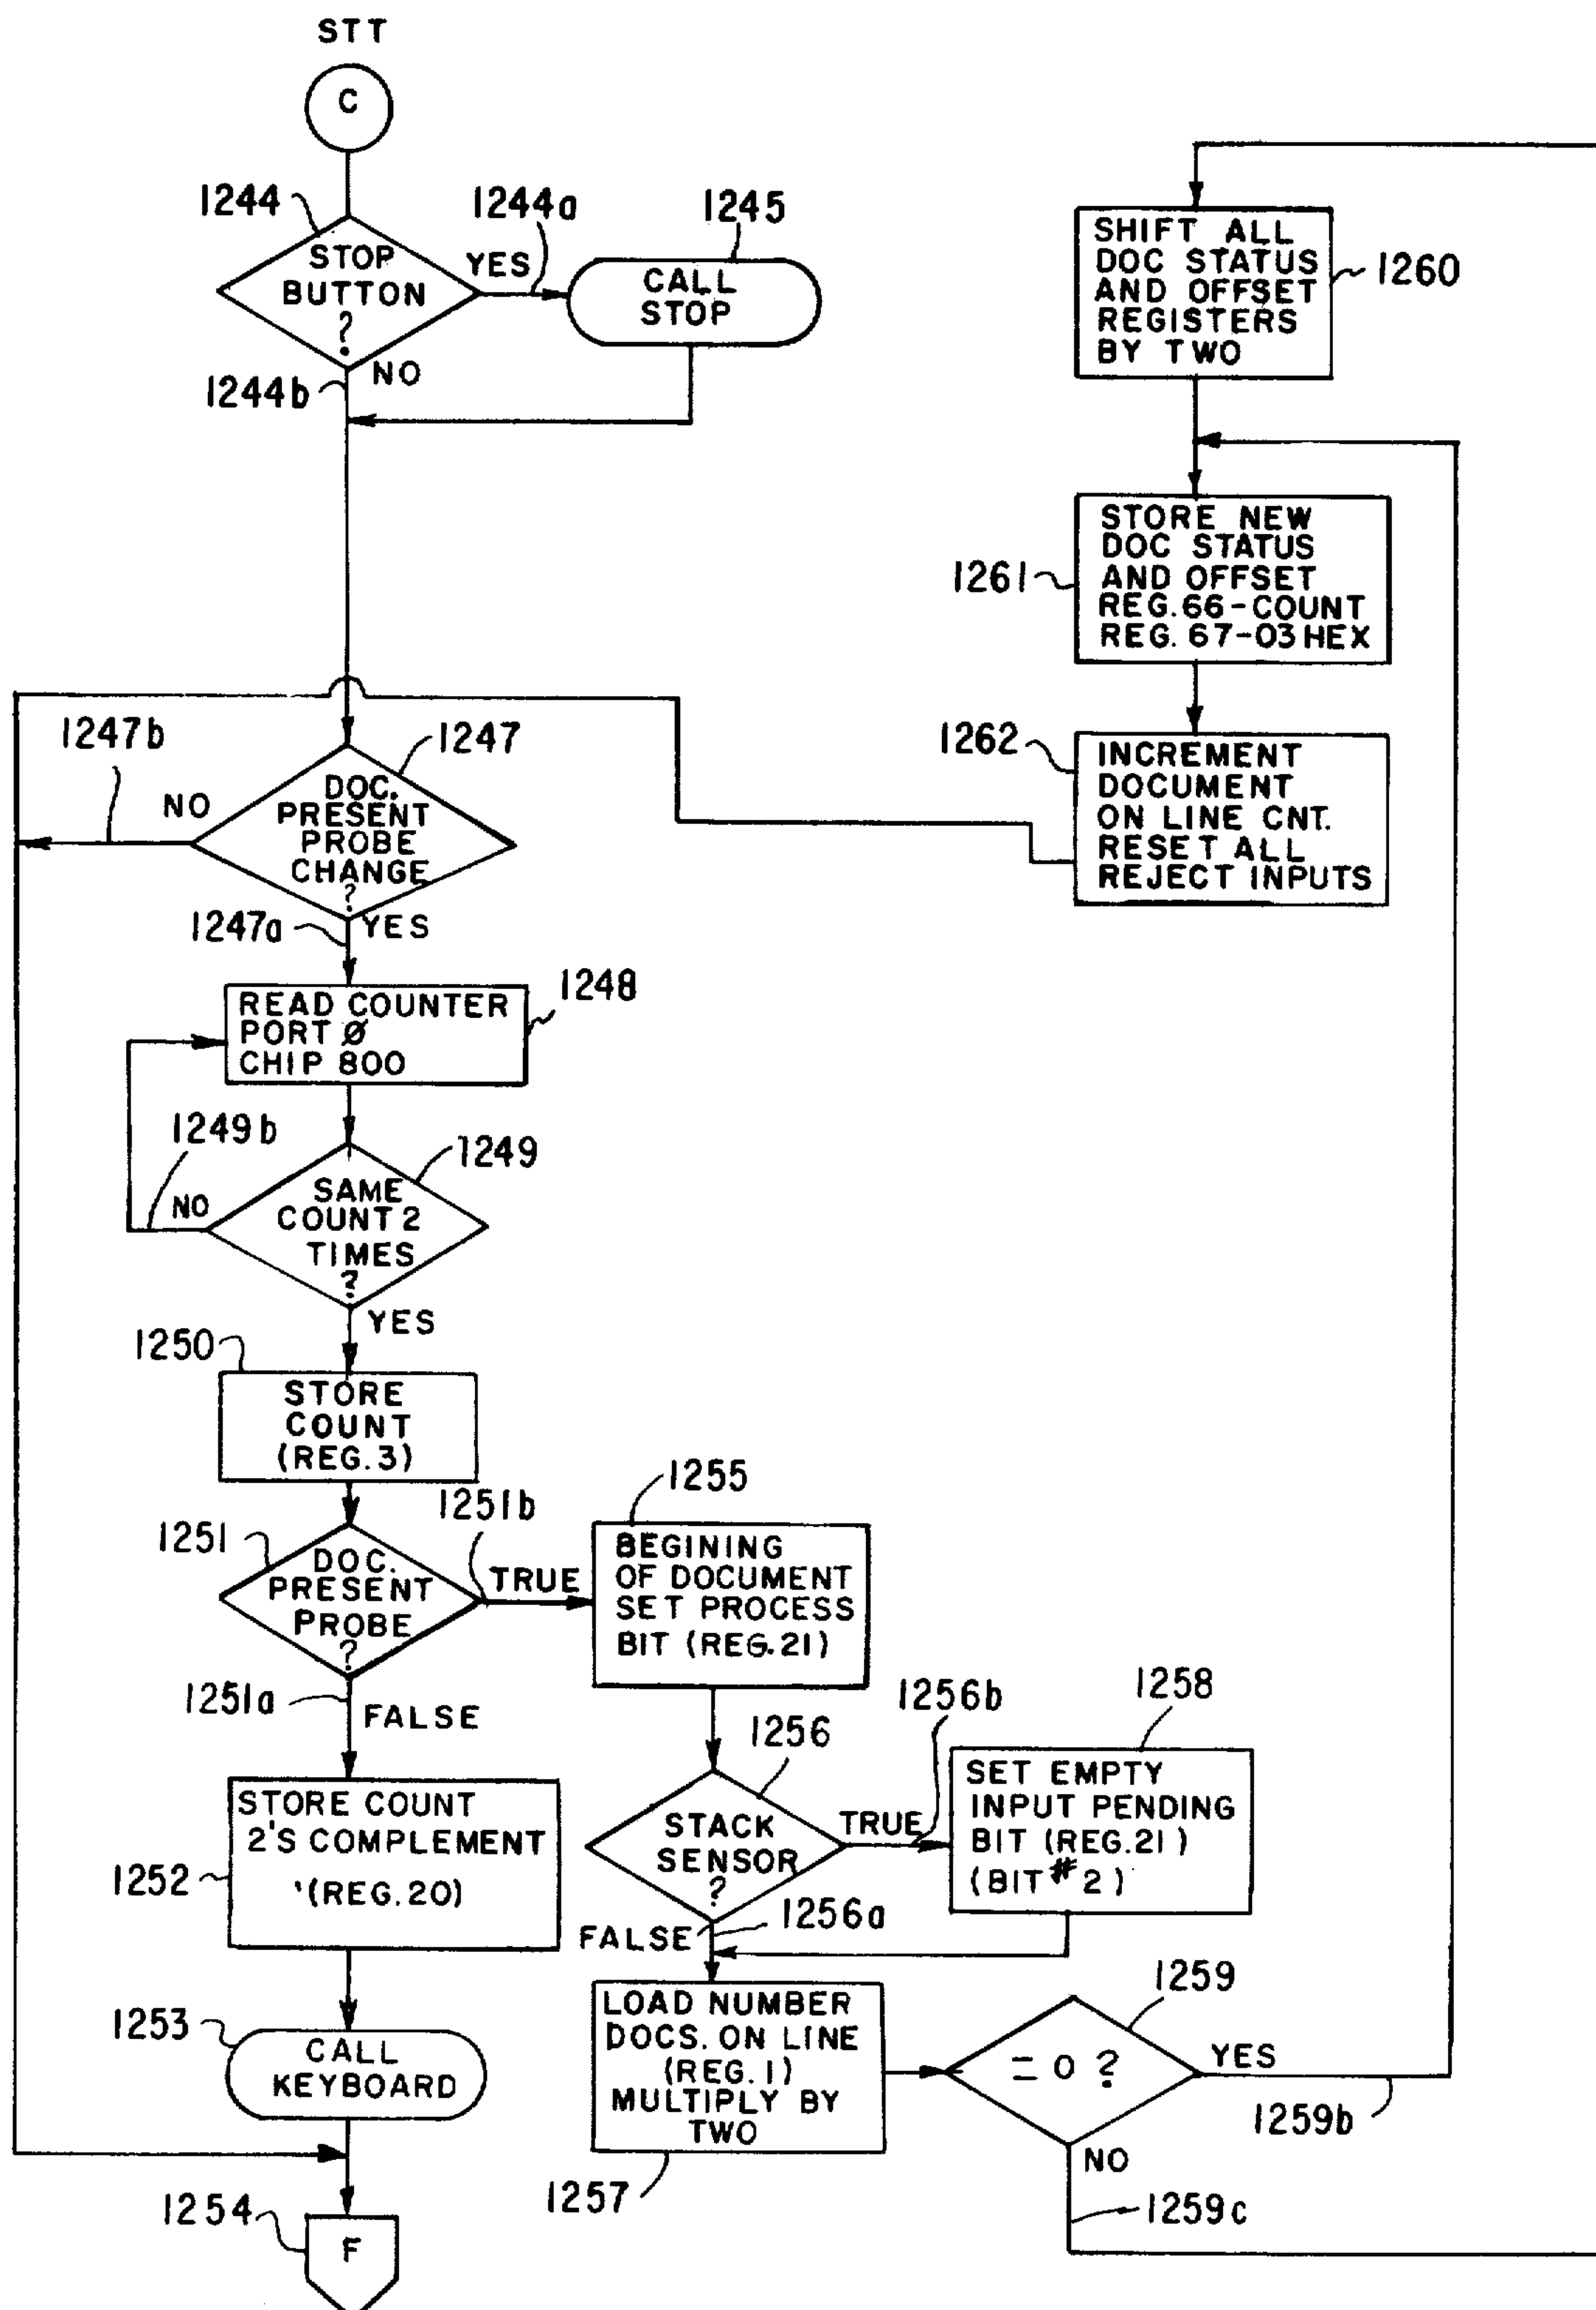 STT
C
1244
1244a
1245
STOP
BUTTON
?
YES
CALL
STOP
NO
1244b
1247b
1247
NO
DOC.
PRESENT
PROBE
CHANGE
?
1247a
YES
READ COUNTER
PORT Ø
CHIP 800
1248
1249b
1249
NO
SAME
COUNT 2
TIMES
?
YES
1250
STORE
COUNT
(REG. 3)
1251
1251b
DOC.
PRESENT
PROBE
?
TRUE
1251a
FALSE
1255
BEGINING
OF DOCUMENT
SET PROCESS
BIT (REG. 21)
1252
STORE COUNT
2'S COMPLEMENT
'(REG. 20)
1256
1256b
STACK
SENSOR
?
TRUE
1258
SET EMPTY
INPUT PENDING
BIT (REG. 21)
(BIT # 2)
FALSE
1256a
1253
CALL
KEYBOARD
LOAD NUMBER
DOCS. ON LINE
(REG. 1)
MULTIPLY BY
TWO
1257
1259
= 0 ?
YES
1259b
NO
1259c
1254
F
SHIFT ALL
DOC STATUS
AND OFFSET
REGISTERS
BY TWO
1260
1261
STORE NEW
DOC STATUS
AND OFFSET
REG. 66-COUNT
REG. 67-03 HEX
1262
INCREMENT
DOCUMENT
ON LINE CNT.
RESET ALL
REJECT INPUTS